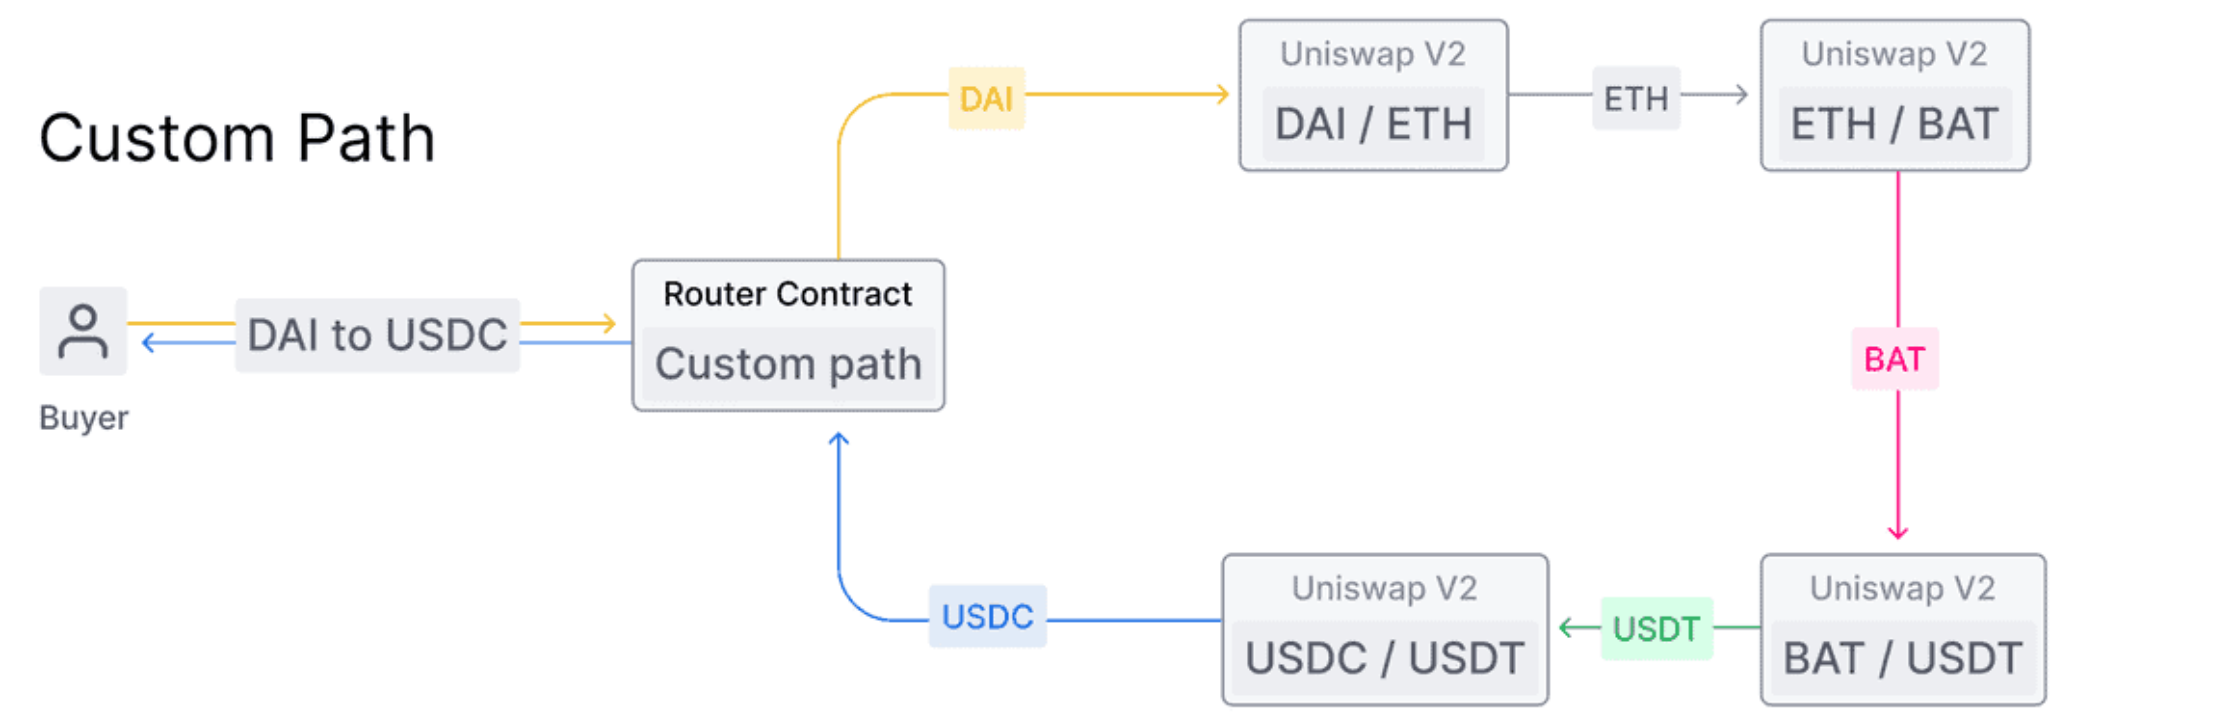 Custom Path
Buyer
DAI to USDC
Router Contract
Custom path
DAI
Uniswap V2
DAI / ETH
ETH
Uniswap V2
ETH / BAT
BAT
Uniswap V2
BAT / USDT
USDT
Uniswap V2
USDC / USDT
USDC